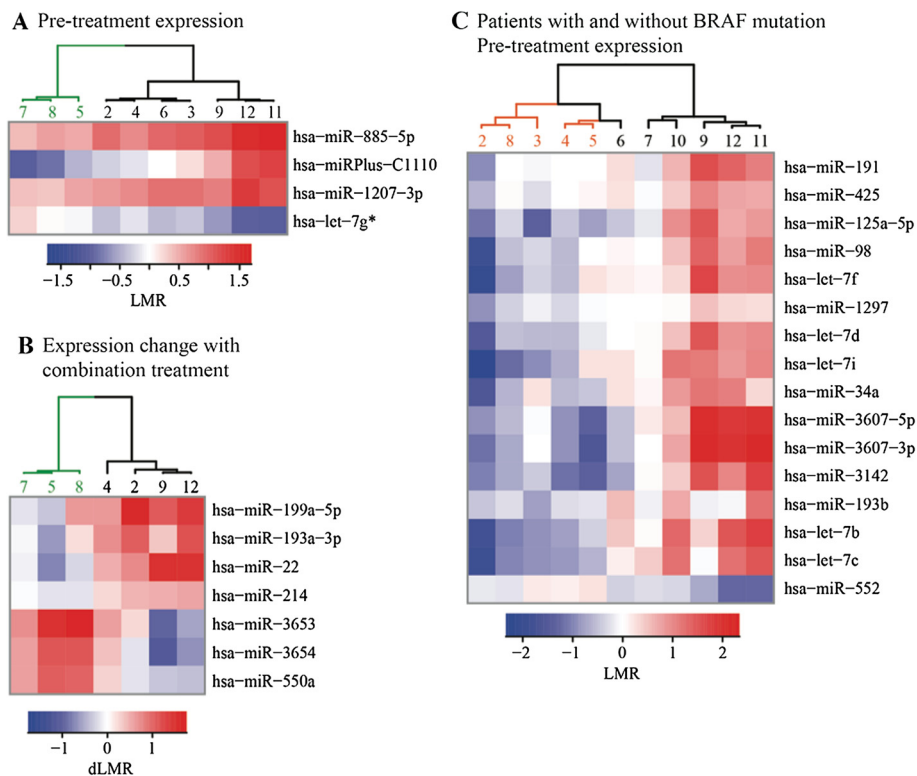 A Pre-treatment expression
7 8 5 2 4 6 3 9 12 11
hsa-miR-885-5p
hsa-miRPlus-C1110
hsa-miR-1207-3p
hsa-let-7g*
−1.5 −0.5 0.5 1.5
LMR
B Expression change with
combination treatment
7 5 8 4 2 9 12
hsa-miR-199a-5p
hsa-miR-193a-3p
hsa-miR-22
hsa-miR-214
hsa-miR-3653
hsa-miR-3654
hsa-miR-550a
−1 0 1
dLMR
C Patients with and without BRAF mutation
Pre-treatment expression
2 8 3 4 5 6 7 10 9 12 11
hsa-miR-191
hsa-miR-425
hsa-miR-125a-5p
hsa-miR-98
hsa-let-7f
hsa-miR-1297
hsa-let-7d
hsa-let-7i
hsa-miR-34a
hsa-miR-3607-5p
hsa-miR-3607-3p
hsa-miR-3142
hsa-miR-193b
hsa-let-7b
hsa-let-7c
hsa-miR-552
−2 −1 0 1 2
LMR